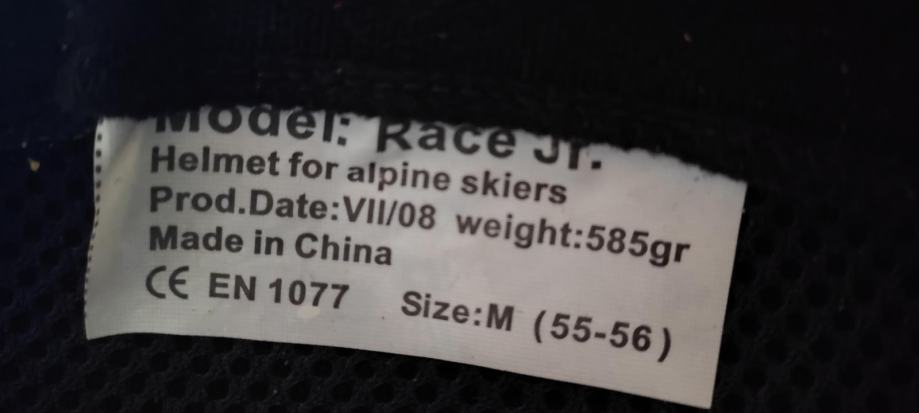 Model: Race Jr.
Helmet for alpine skiers
Prod.Date:VII/08 weight:585gr
Made in China
CE EN 1077 Size:M (55-56)